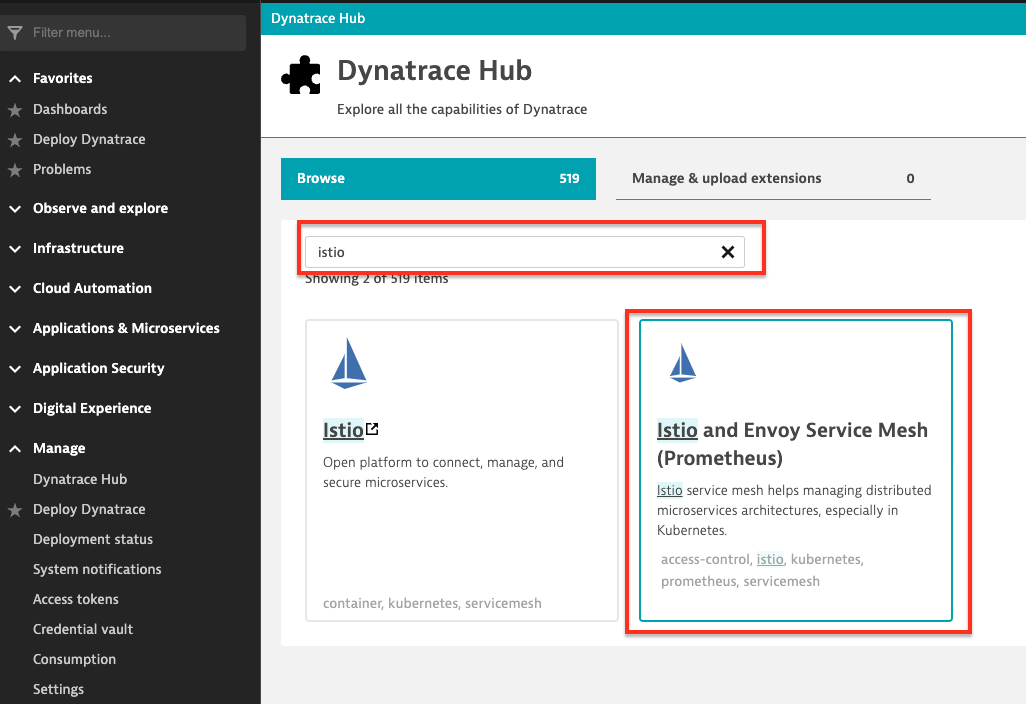 Filter menu...
Favorites
Dashboards
Deploy Dynatrace
Problems
Observe and explore
Infrastructure
Cloud Automation
Applications & Microservices
Application Security
Digital Experience
Manage
Dynatrace Hub
Deploy Dynatrace
Deployment status
System notifications
Access tokens
Credential vault
Consumption
Settings
Dynatrace Hub
Dynatrace Hub
Explore all the capabilities of Dynatrace
Browse 519
Manage & upload extensions 0
istio
Showing 2 of 519 items
Istio
Open platform to connect, manage, and
secure microservices.
container, kubernetes, servicemesh
Istio and Envoy Service Mesh
(Prometheus)
Istio service mesh helps managing distributed
microservices architectures, especially in
Kubernetes.
access-control, istio, kubernetes,
prometheus, servicemesh